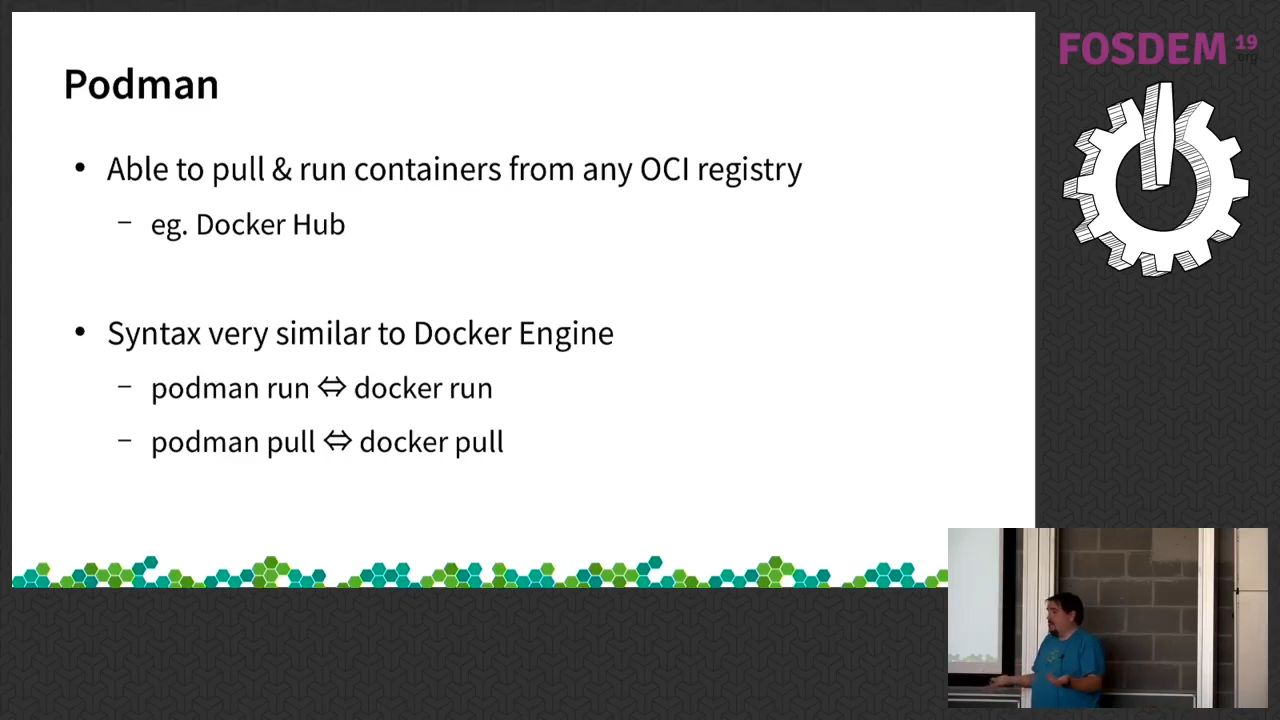 Podman
• Able to pull & run containers from any OCI registry
– eg. Docker Hub
• Syntax very similar to Docker Engine
– podman run ⇔ docker run
– podman pull ⇔ docker pull
FOSDEM 19
.org